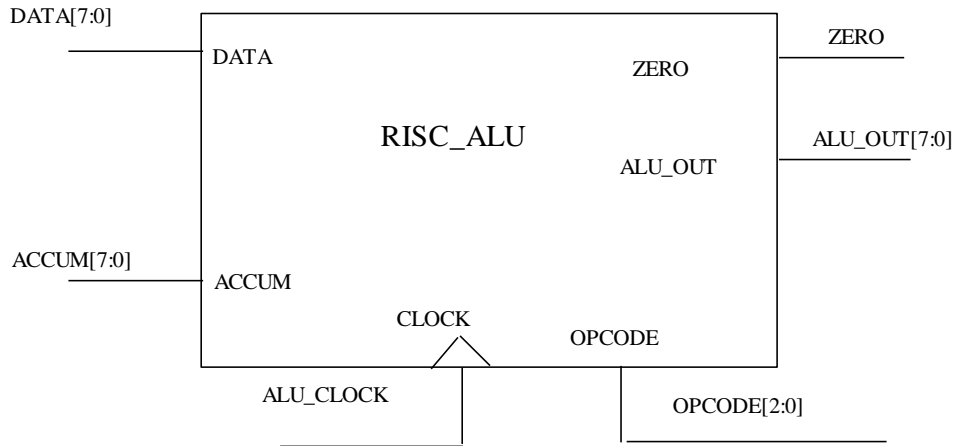 DATA[7:0]
ZERO
DATA
ZERO
RISC_ALU
ALU_OUT[7:0]
ALU_OUT
ACCUM[7:0]
ACCUM
CLOCK
OPCODE
ALU_CLOCK
OPCODE[2:0]